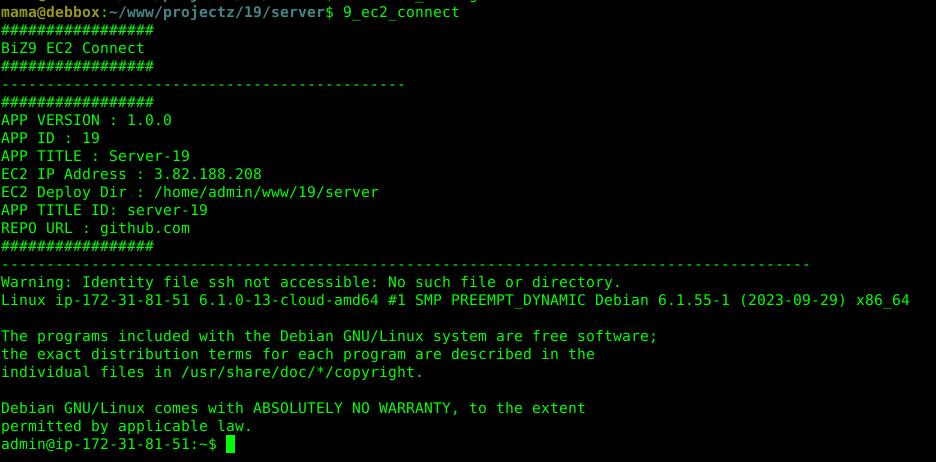 mama@debbox:~/www/projectz/19/server$ 9_ec2_connect
#################
BiZ9 EC2 Connect
#################
---------------------------------------------
#################
APP VERSION : 1.0.0
APP ID : 19
APP TITLE : Server-19
EC2 IP Address : 3.82.188.208
EC2 Deploy Dir : /home/admin/www/19/server
APP TITLE ID: server-19
REPO URL : github.com
#################
------------------------------------------------------------------------------------------
Warning: Identity file ssh not accessible: No such file or directory.
Linux ip-172-31-81-51 6.1.0-13-cloud-amd64 #1 SMP PREEMPT_DYNAMIC Debian 6.1.55-1 (2023-09-29) x86_64
The programs included with the Debian GNU/Linux system are free software;
the exact distribution terms for each program are described in the
individual files in /usr/share/doc/*/copyright.
Debian GNU/Linux comes with ABSOLUTELY NO WARRANTY, to the extent
permitted by applicable law.
admin@ip-172-31-81-51:~$